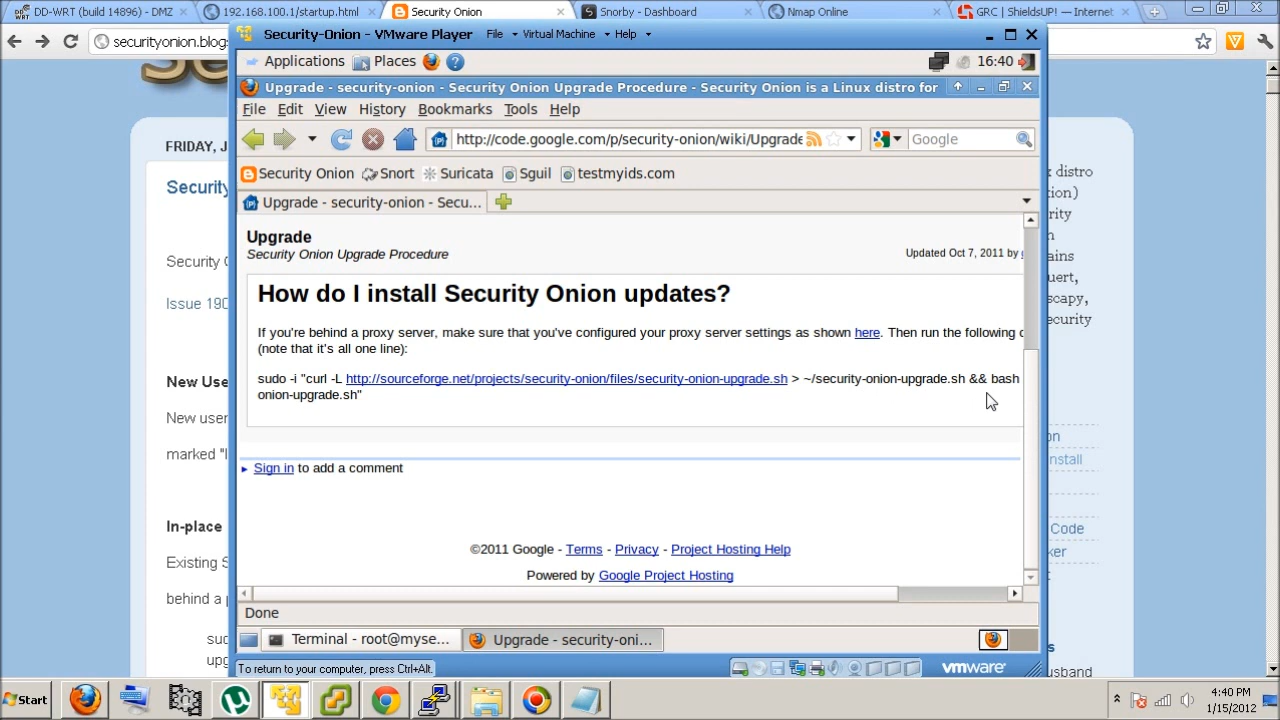 DD-WRT (build 14896) - DMZ
192.168.100.1/startup.html
Security Onion
Snorby - Dashboard
Nmap Online
GRC | ShieldsUP! — Internet
securityonion.blogs
Security-Onion - VMware Player
File
Virtual Machine
Help
Applications
Places
16:40
Upgrade - security-onion - Security Onion Upgrade Procedure - Security Onion is a Linux distro for
File Edit View History Bookmarks Tools Help
http://code.google.com/p/security-onion/wiki/Upgrade
Google
Security Onion
Snort
Suricata
Sguil
testmyids.com
Upgrade - security-onion - Secu...
Upgrade
Security Onion Upgrade Procedure
Updated Oct 7, 2011 by
How do I install Security Onion updates?
If you're behind a proxy server, make sure that you've configured your proxy server settings as shown here. Then run the following
(note that it's all one line):
sudo -i "curl -L http://sourceforge.net/projects/security-onion/files/security-onion-upgrade.sh > ~/security-onion-upgrade.sh && bash
onion-upgrade.sh"
Sign in to add a comment
©2011 Google - Terms - Privacy - Project Hosting Help
Powered by Google Project Hosting
Done
Terminal - root@myse...
Upgrade - security-oni...
To return to your computer, press Ctrl+Alt.
vmware
FRIDAY, J
Security
Security
Issue 190
New Use
New user
marked "I
In-place
Existing S
behind a p
sud
upg
distro
ion)
rity
n
ains
uert,
scapy,
ecurity
on
nstall
Code
ker
t
s
husband
Start
4:40 PM
1/15/2012